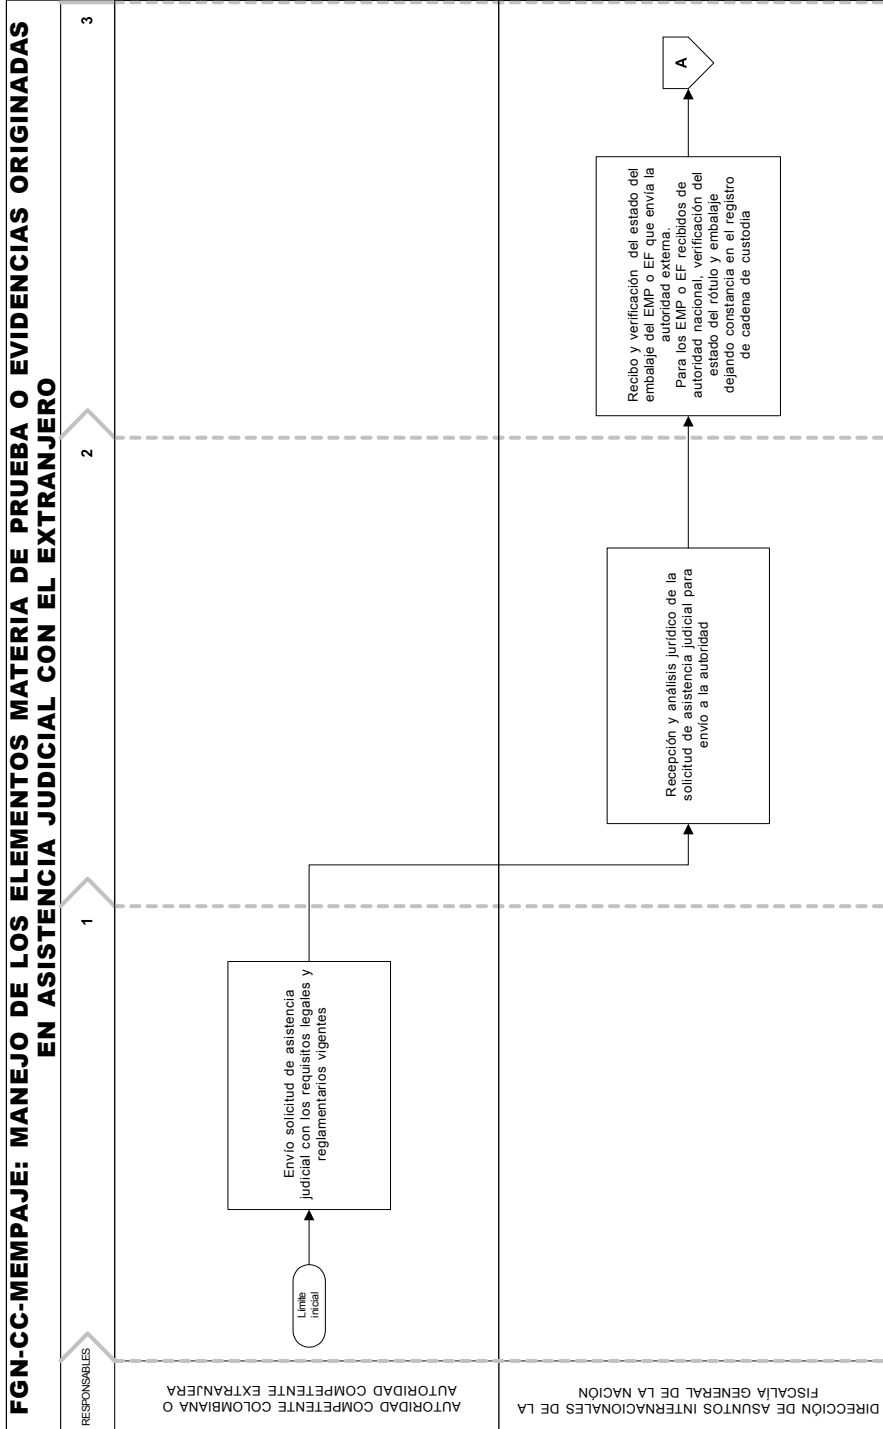 FGN-CC-MEMPAJE: MANEJO DE LOS ELEMENTOS MATERIA DE PRUEBA O EVIDENCIAS ORIGINADAS
EN ASISTENCIA JUDICIAL CON EL EXTRANJERO
RESPONSABLES
1
2
3
AUTORIDAD COMPETENTE COLOMBIANA O
AUTORIDAD COMPETENTE EXTRANJERA
Límite
inicial
Envío solicitud de asistencia
judicial con los requisitos legales y
reglamentarios vigentes
DIRECCIÓN DE ASUNTOS INTERNACIONALES DE LA
FISCALÍA GENERAL DE LA NACIÓN
Recepción y análisis jurídico de la
solicitud de asistencia judicial para
envío a la autoridad
Recibo y verificación del estado del
embalaje del EMP o EF que envía la
autoridad externa.
Para los EMP o EF recibidos de
autoridad nacional, verificación del
estado del rótulo y embalaje
dejando constancia en el registro
de cadena de custodia
A